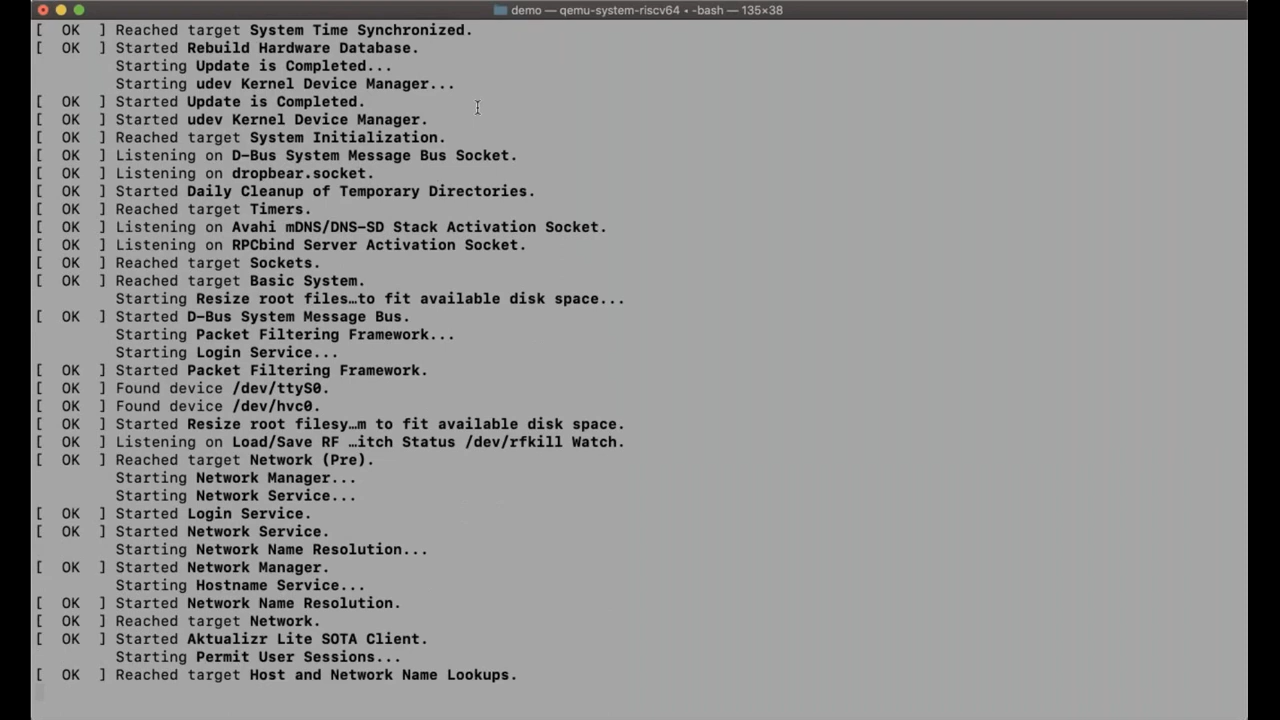 demo — qemu-system-riscv64 • -bash — 135×38
[  OK  ] Reached target System Time Synchronized.
[  OK  ] Started Rebuild Hardware Database.
         Starting Update is Completed...
         Starting udev Kernel Device Manager...
[  OK  ] Started Update is Completed.
[  OK  ] Started udev Kernel Device Manager.
[  OK  ] Reached target System Initialization.
[  OK  ] Listening on D-Bus System Message Bus Socket.
[  OK  ] Listening on dropbear.socket.
[  OK  ] Started Daily Cleanup of Temporary Directories.
[  OK  ] Reached target Timers.
[  OK  ] Listening on Avahi mDNS/DNS-SD Stack Activation Socket.
[  OK  ] Listening on RPCbind Server Activation Socket.
[  OK  ] Reached target Sockets.
[  OK  ] Reached target Basic System.
         Starting Resize root files…to fit available disk space...
[  OK  ] Started D-Bus System Message Bus.
         Starting Packet Filtering Framework...
         Starting Login Service...
[  OK  ] Started Packet Filtering Framework.
[  OK  ] Found device /dev/ttyS0.
[  OK  ] Found device /dev/hvc0.
[  OK  ] Started Resize root filesy…m to fit available disk space.
[  OK  ] Listening on Load/Save RF …itch Status /dev/rfkill Watch.
[  OK  ] Reached target Network (Pre).
         Starting Network Manager...
         Starting Network Service...
[  OK  ] Started Login Service.
[  OK  ] Started Network Service.
         Starting Network Name Resolution...
[  OK  ] Started Network Manager.
         Starting Hostname Service...
[  OK  ] Started Network Name Resolution.
[  OK  ] Reached target Network.
[  OK  ] Started Aktualizr Lite SOTA Client.
         Starting Permit User Sessions...
[  OK  ] Reached target Host and Network Name Lookups.